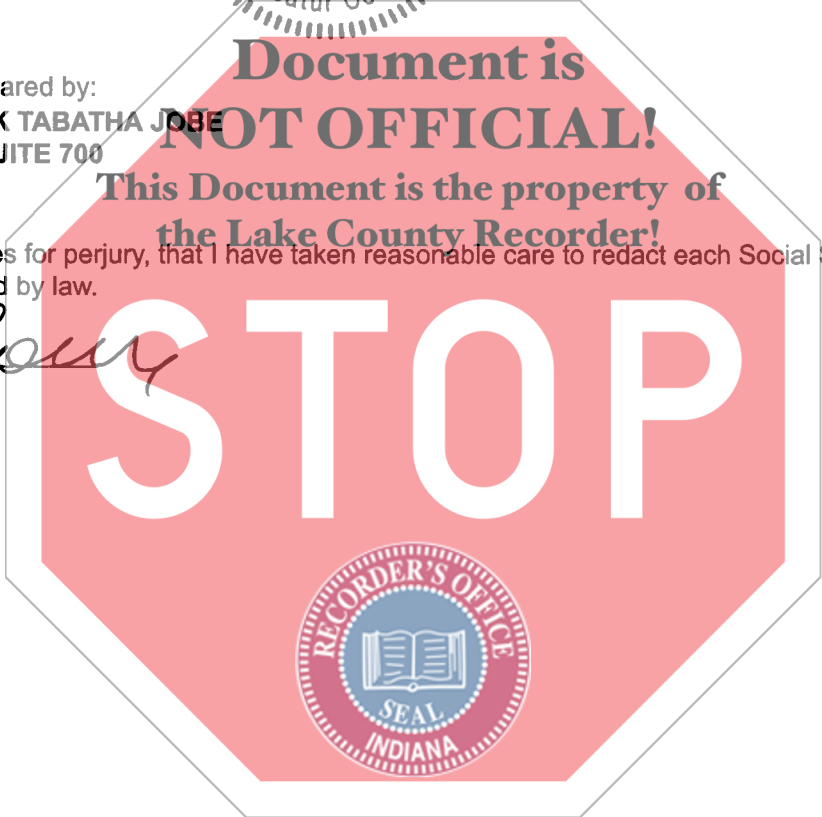 Document is
ared by:
NOT OFFICIAL!
TABATHA JOBE
SUITE 700
This Document is the property of
the Lake County Recorder!
s for perjury, that I have taken reasonable care to redact each Social
d by law.
STOP
RECORDER'S OFFICE
SEAL
INDIANA